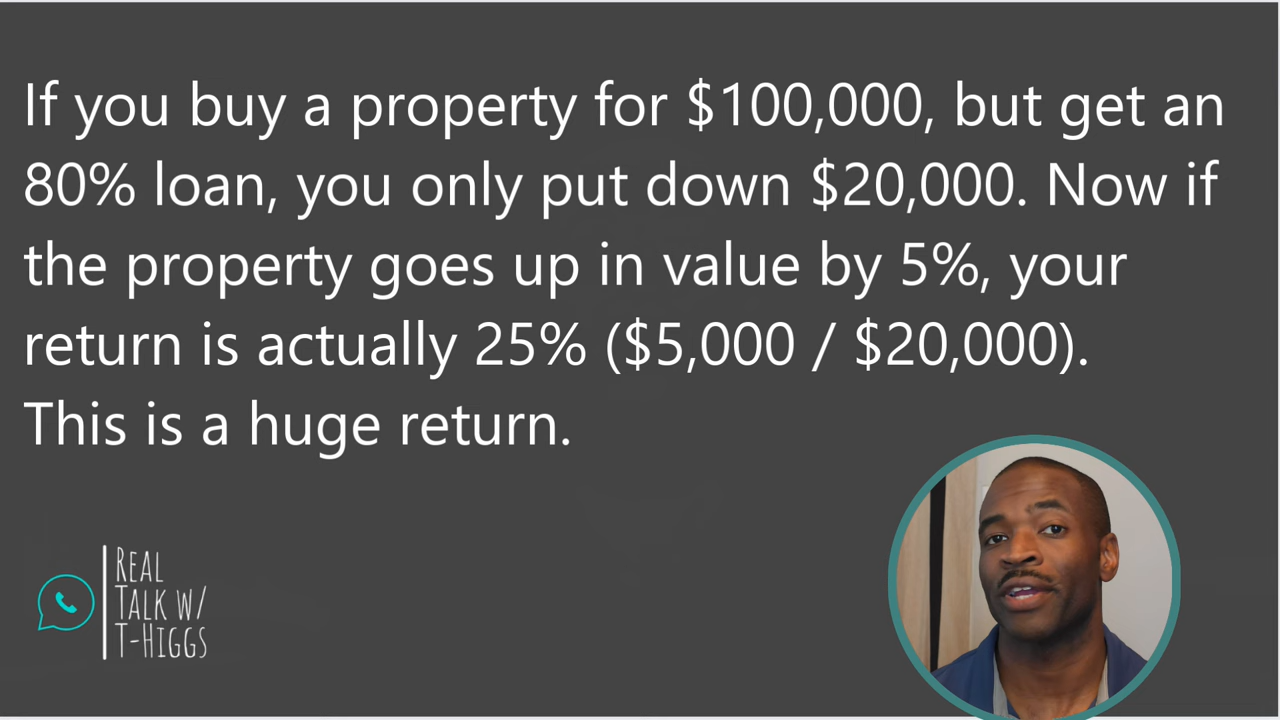 If you buy a property for $100,000, but get an
80% loan, you only put down $20,000. Now if
the property goes up in value by 5%, your
return is actually 25% ($5,000 / $20,000).
This is a huge return.
REAL
TALK W/
T-HIGGS